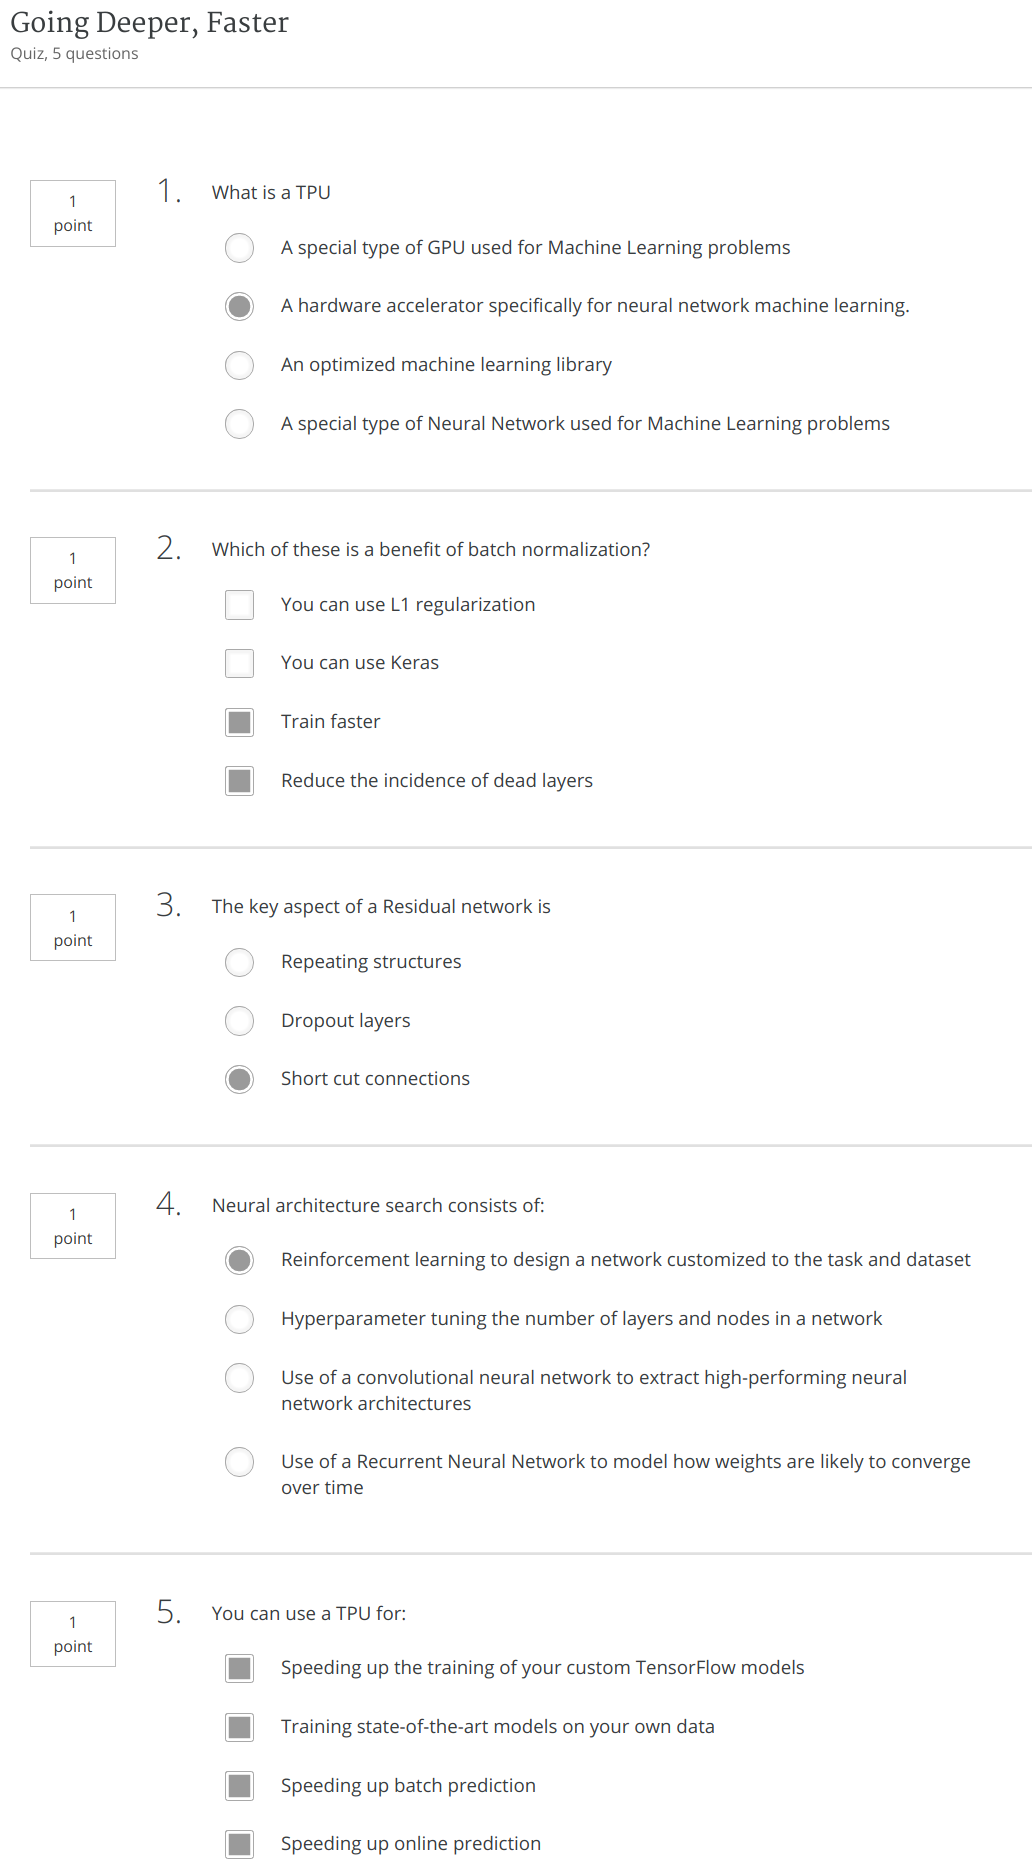 Going Deeper, Faster
Quiz, 5 questions
1
point
1.
What is a TPU
A special type of GPU used for Machine Learning problems
A hardware accelerator specifically for neural network machine learning.
An optimized machine learning library
A special type of Neural Network used for Machine Learning problems
1
point
2.
Which of these is a benefit of batch normalization?
You can use L1 regularization
You can use Keras
Train faster
Reduce the incidence of dead layers
1
point
3.
The key aspect of a Residual network is
Repeating structures
Dropout layers
Short cut connections
1
point
4.
Neural architecture search consists of:
Reinforcement learning to design a network customized to the task and dataset
Hyperparameter tuning the number of layers and nodes in a network
Use of a convolutional neural network to extract high-performing neural
network architectures
Use of a Recurrent Neural Network to model how weights are likely to converge
over time
1
point
5.
You can use a TPU for:
Speeding up the training of your custom TensorFlow models
Training state-of-the-art models on your own data
Speeding up batch prediction
Speeding up online prediction